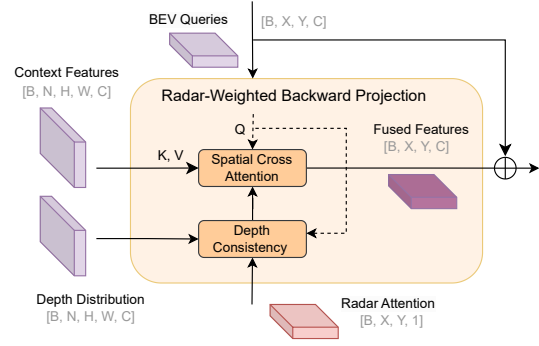 BEV Queries
[B, X, Y, C]
Context Features
[B, N, H, W, C]
Radar-Weighted Backward Projection
Q
Fused Features
[B, X, Y, C]
K, V
Spatial Cross
Attention
Depth
Consistency
Depth Distribution
[B, N, H, W, C]
Radar Attention
[B, X, Y, 1]